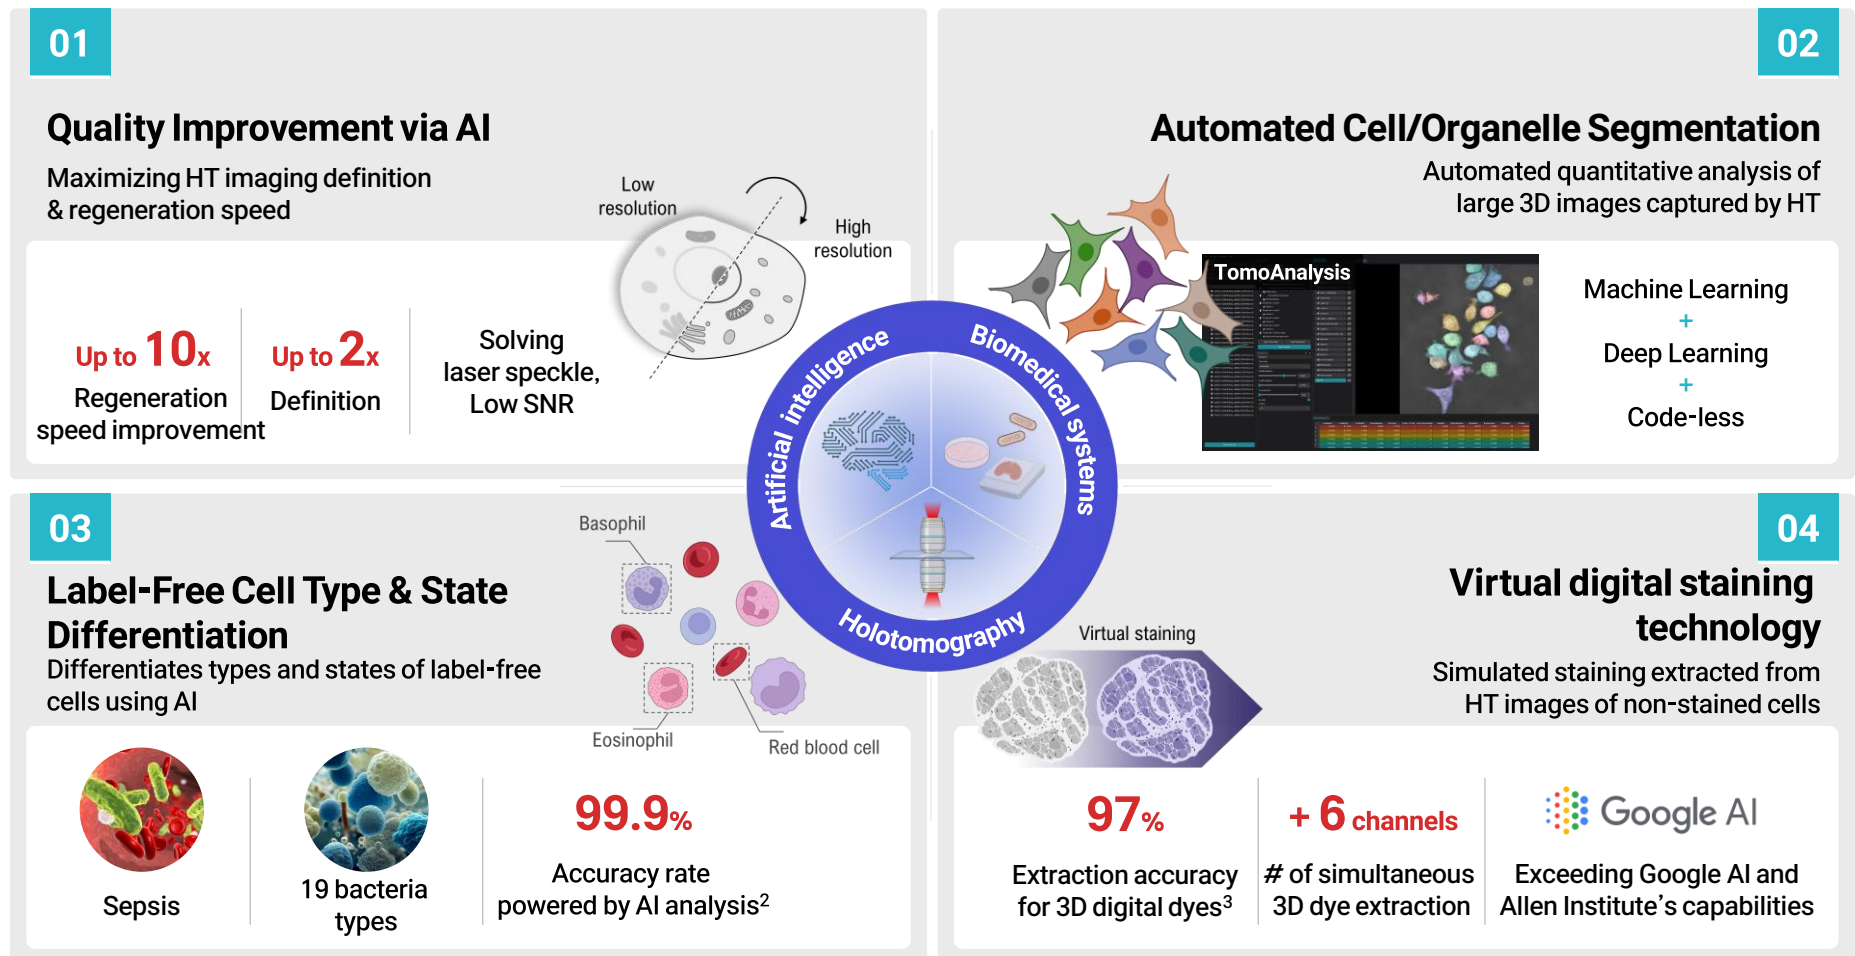 01
Quality Improvement via AI
Maximizing HT imaging definition
& regeneration speed
Low
resolution
High
resolution
Up to 10x
Regeneration
speed improvement
Up to 2x
Definition
Solving
laser speckle,
Low SNR
02
Automated Cell/Organelle Segmentation
Automated quantitative analysis of
large 3D images captured by HT
TomoAnalysis
Machine Learning
+
Deep Learning
+
Code-less
Artificial intelligence
Biomedical systems
Holotomography
03
Label-Free Cell Type & State
Differentiation
Differentiates types and states of label-free
cells using AI
Basophil
Eosinophil
Red blood cell
Sepsis
19 bacteria
types
99.9%
Accuracy rate
powered by AI analysis2
04
Virtual digital staining
technology
Simulated staining extracted from
HT images of non-stained cells
Virtual staining
97%
Extraction accuracy
for 3D digital dyes3
+ 6 channels
# of simultaneous
3D dye extraction
Google AI
Exceeding Google AI and
Allen Institute's capabilities